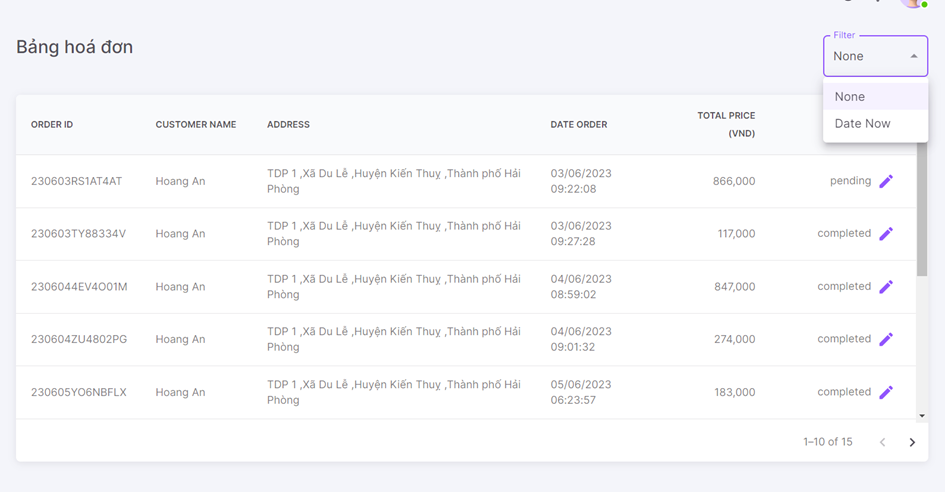 Filter
Bảng hoá đơn
None
None
Date Now
ORDER ID CUSTOMER NAME ADDRESS DATE ORDER TOTAL PRICE
(VND)
230603RS1AT4AT Hoang An TDP 1 ,Xã Du Lễ ,Huyện Kiến Thuỵ ,Thành phố Hải
Phòng 03/06/2023
09:22:08 866,000 pending
230603TY88334V Hoang An TDP 1 ,Xã Du Lễ ,Huyện Kiến Thuỵ ,Thành phố Hải
Phòng 03/06/2023
09:27:28 117,000 completed
2306044EV4O01M Hoang An TDP 1 ,Xã Du Lễ ,Huyện Kiến Thuỵ ,Thành phố Hải
Phòng 04/06/2023
08:59:02 847,000 completed
230604ZU4802PG Hoang An TDP 1 ,Xã Du Lễ ,Huyện Kiến Thuỵ ,Thành phố Hải
Phòng 04/06/2023
09:01:32 274,000 completed
230605YO6NBFLX Hoang An TDP 1 ,Xã Du Lễ ,Huyện Kiến Thuỵ ,Thành phố Hải
Phòng 05/06/2023
06:23:57 183,000 completed
1–10 of 15